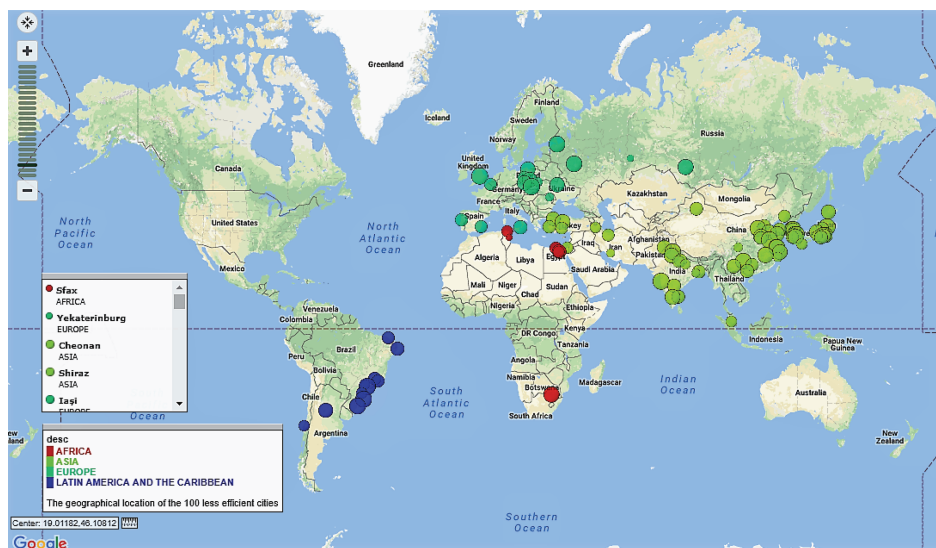 Greenland
Iceland
Finland
Sweden
Norway
Russia
United
Kingdom
Canada
Germany
Ukraine
France
Kazakhstan
Mongolia
Italy
Spain
North
Pacific
Ocean
United States
North
Atlantic
Ocean
China
Iraq
Iran
Afghanistan
Pakistan
Algeria
Libya
Egypt
Saudi Arabia
India
Mexico
Mali
Niger
Chad
Sudan
Thailand
Nigeria
Ethiopia
Venezuela
Colombia
DR Congo
Kenya
Tanzania
Indonesia
Papua New
Guinea
Peru
Brazil
Bolivia
Angola
Namibia
Botswana
Madagascar
South
Atlantic
Ocean
Indian
Ocean
Australia
Chile
Argentina
South Africa
New
Zealand
Southern
Ocean
Ocean
Sfax
AFRICA
Yekaterinburg
EUROPE
Cheonan
ASIA
Shiraz
ASIA
Iaşi
EUROPE
desc
AFRICA
ASIA
EUROPE
LATIN AMERICA AND THE CARIBBEAN
The geographical location of the 100 less efficient cities
Center: 19.01182,46.10812
Google